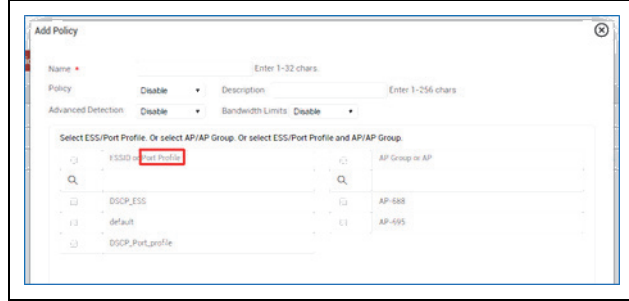 Add Policy
Name * Enter 1-32 chars.
Policy Disable Description Enter 1-256 chars
Advanced Detection Disable Bandwidth Limits Disable
Select ESS/Port Profile. Or select AP/AP Group. Or select ESS/Port Profile and AP/AP Group.
ESSID or Port Profile AP Group or AP
DSCP_ESS AP-688
default AP-695
DSCP_Port_profile